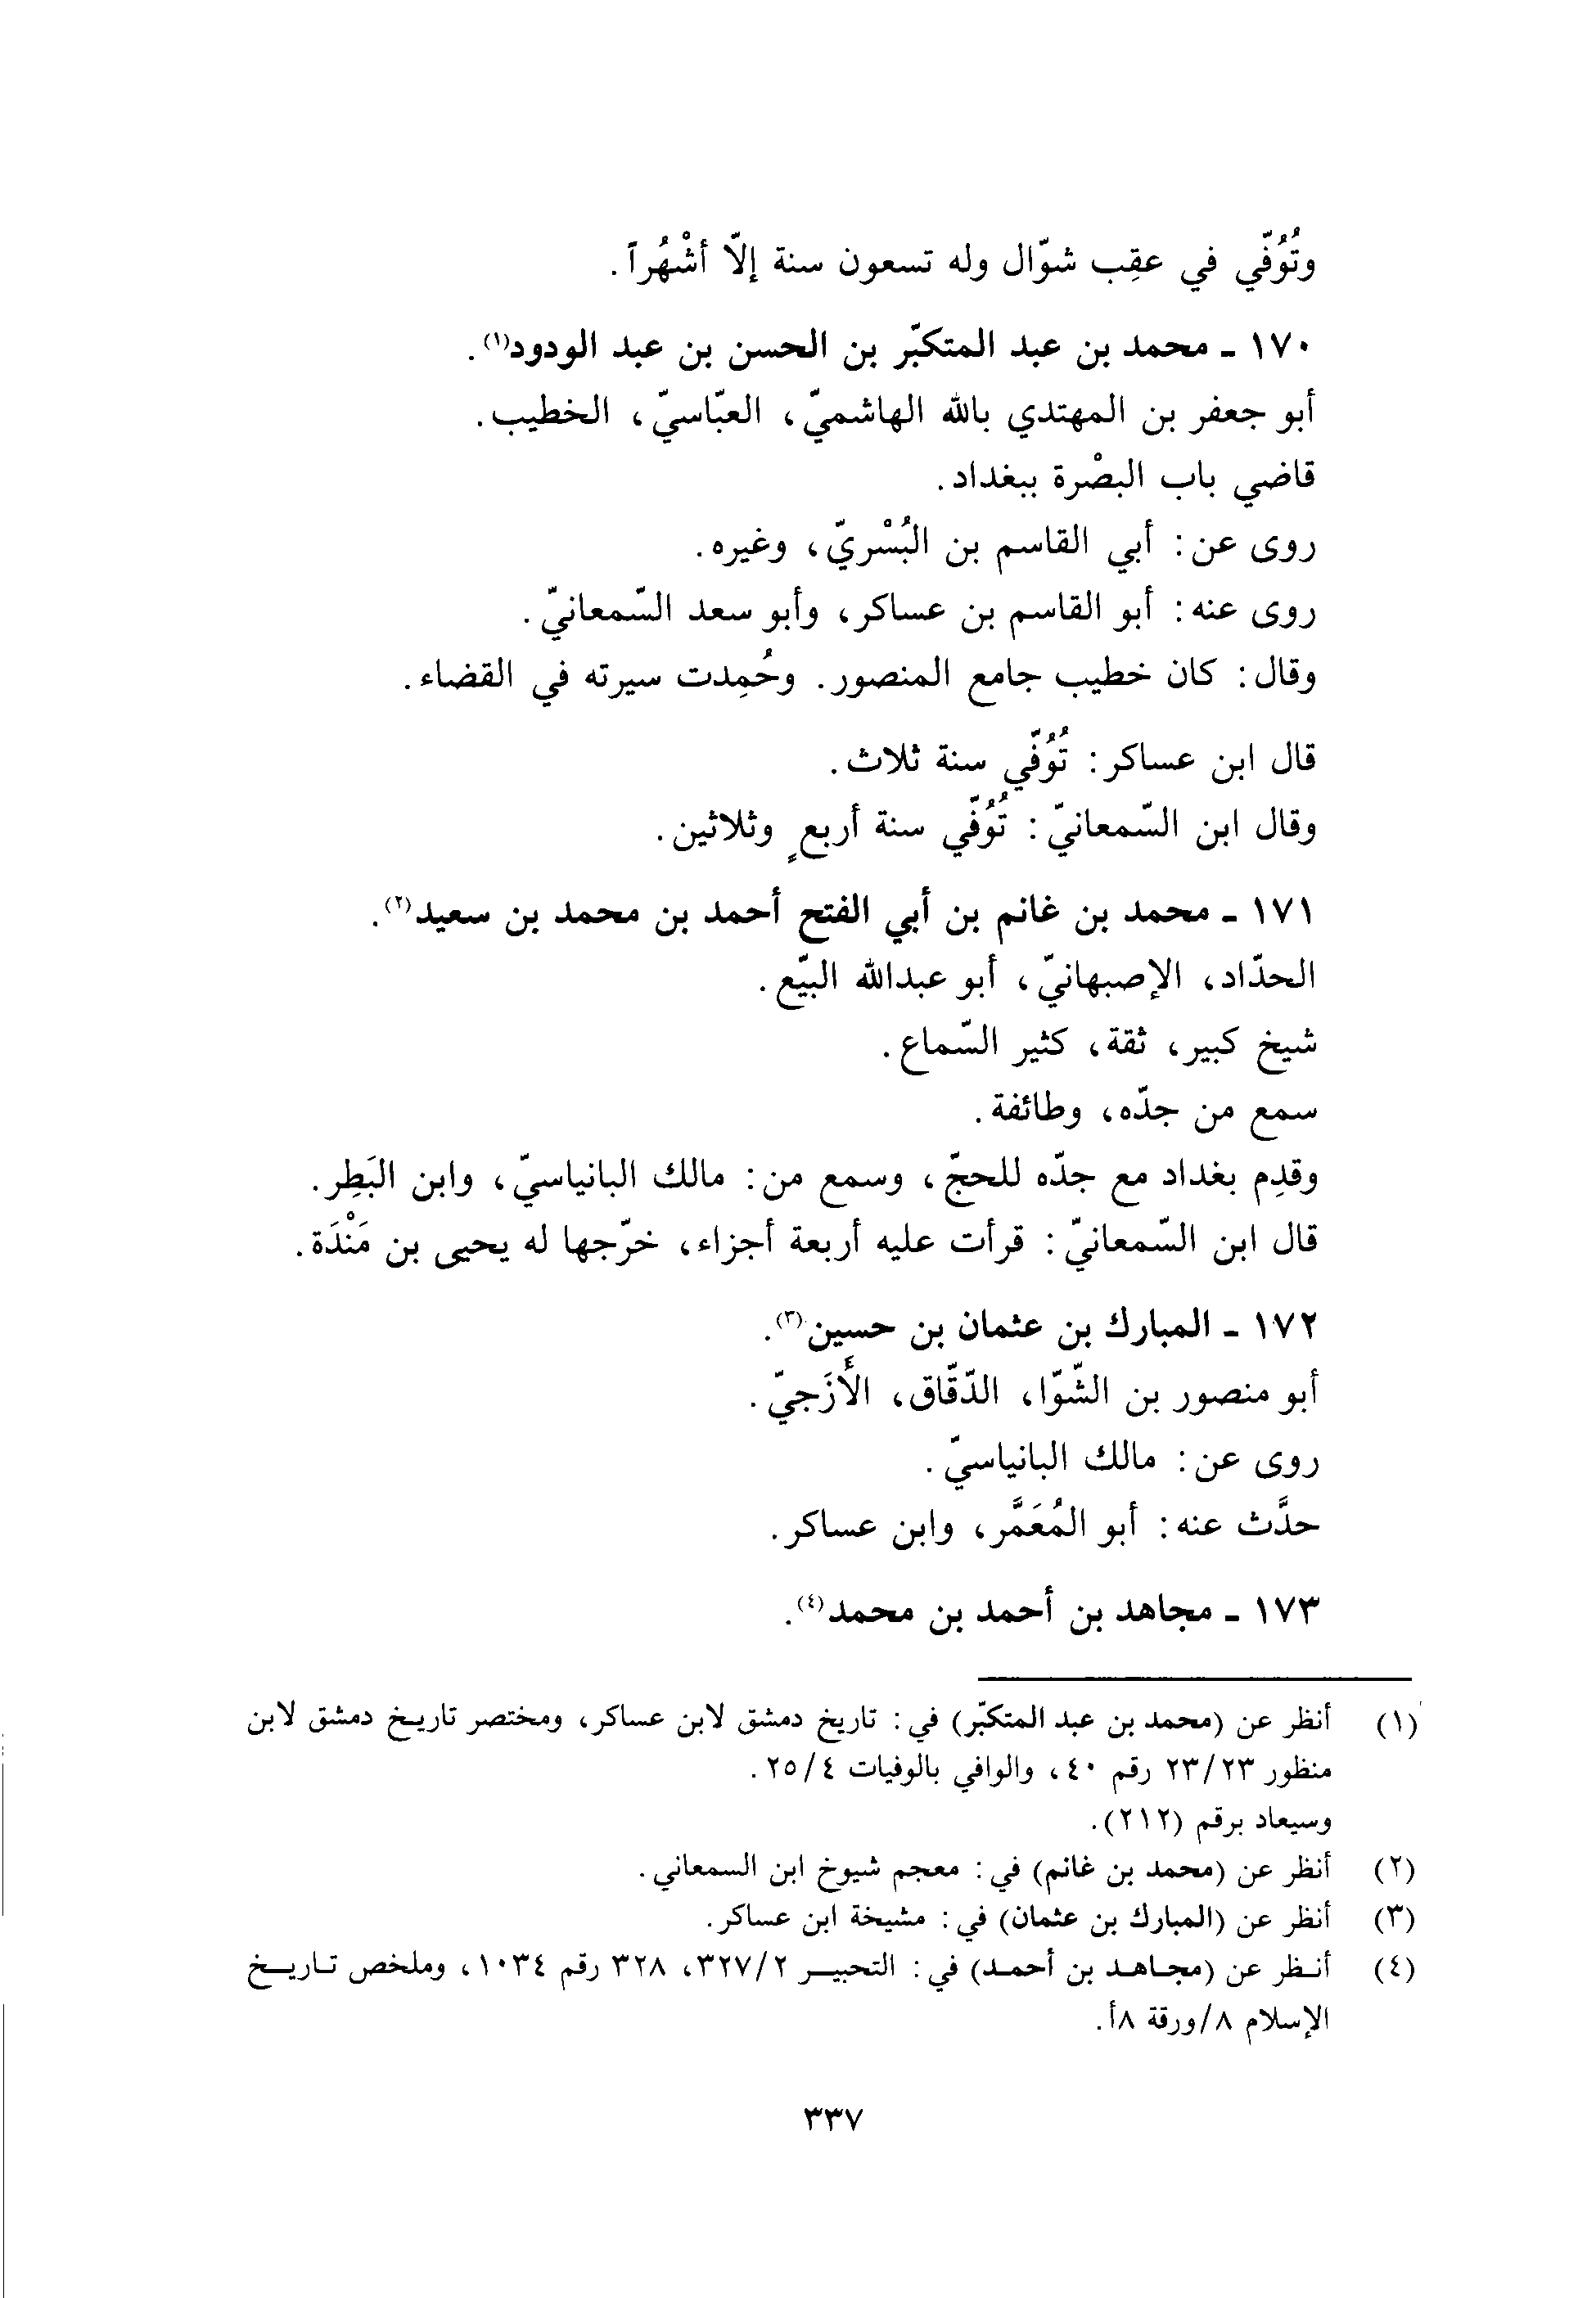 وتُوُفّي في عقِب شوّال وله تسعون سنة إلاّ أشْهُراً.
١٧٠ - محمد بن عبد المتكبّر بن الحسن بن عبد الودود(١).
أبو جعفر بن المهتدي بالله الهاشميّ، العبّاسيّ، الخطيب.
قاضي باب البصْرة ببغداد.
روى عن: أبي القاسم بن البُسْريّ، وغيره.
روى عنه: أبو القاسم بن عساكر، وأبو سعد السّمعانيّ.
وقال: كان خطيب جامع المنصور. وحُمِدت سيرته في القضاء.
قال ابن عساكر: تُوُفّي سنة ثلاث.
وقال ابن السّمعانيّ: تُوُفّي سنة أربعٍ وثلاثين.
١٧١ - محمد بن غانم بن أبي الفتح أحمد بن محمد بن سعيد(٢).
الحدّاد، الإصبهانيّ، أبو عبدالله البيّع.
شيخ كبير، ثقة، كثير السّماع.
سمع من جدّه، وطائفة.
وقدِم بغداد مع جدّه للحجّ، وسمع من: مالك البانياسيّ، وابن البَطِر.
قال ابن السّمعانيّ: قرأت عليه أربعة أجزاء، خرّجها له يحيى بن مَنْدَة.
١٧٢ - المبارك بن عثمان بن حسين(٣).
أبو منصور بن الشّوّا، الدّقّاق، الأَزَجيّ.
روى عن: مالك البانياسيّ.
حدَّث عنه: أبو المُعَمَّر، وابن عساكر.
١٧٣ - مجاهد بن أحمد بن محمد(٤).
(١) أنظر عن (محمد بن عبد المتكبّر) في: تاريخ دمشق لابن عساكر، ومختصر تاريخ دمشق لابن
منظور ٢٣/٢٣ رقم ٤٠، والوافي بالوفيات ٢٥/٤.
وسيعاد برقم (٢١٢).
(٢) أنظر عن (محمد بن غانم) في: معجم شيوخ ابن السمعاني.
(٣) أنظر عن (المبارك بن عثمان) في: مشيخة ابن عساكر.
(٤) أنظر عن (مجاهد بن أحمد) في: التحبير ٣٢٧/٢، ٣٢٨ رقم ١٠٣٤، وملخص تاريخ
الإسلام ٨/ورقة ٨أ.
٣٣٧